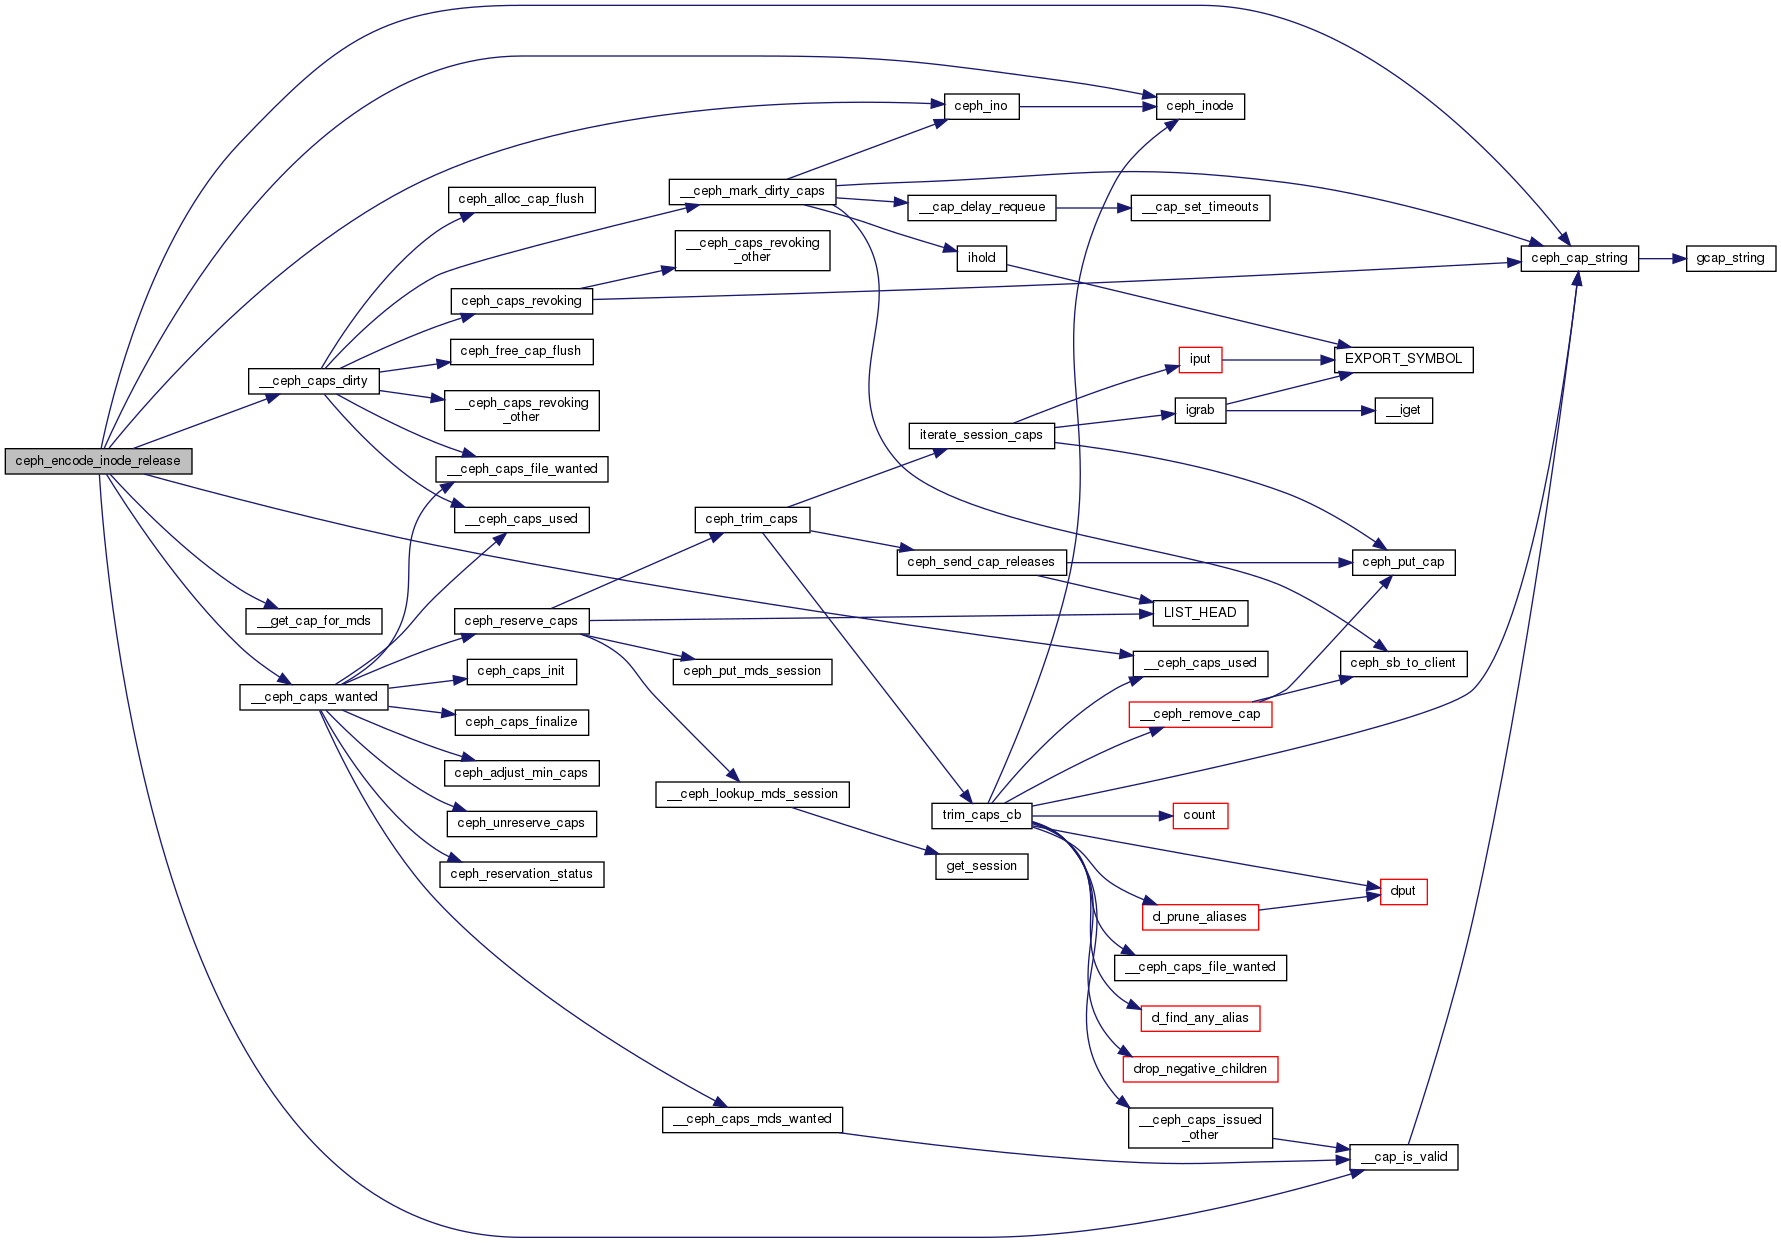 ceph_encode_inode_release
__ceph_caps_dirty
__get_cap_for_mds
__ceph_caps_wanted
ceph_alloc_cap_flush
ceph_caps_revoking
ceph_free_cap_flush
__ceph_caps_revoking
_other
__ceph_caps_file_wanted
__ceph_caps_used
ceph_reserve_caps
ceph_caps_init
ceph_caps_finalize
ceph_adjust_min_caps
ceph_unreserve_caps
ceph_reservation_status
__ceph_mark_dirty_caps
__ceph_caps_revoking
_other
ceph_trim_caps
ceph_put_mds_session
__ceph_lookup_mds_session
__ceph_caps_mds_wanted
ceph_ino
__cap_delay_requeue
ihold
iterate_session_caps
ceph_send_cap_releases
trim_caps_cb
get_session
ceph_inode
__cap_set_timeouts
iput
igrab
LIST_HEAD
__ceph_caps_used
__ceph_remove_cap
count
d_prune_aliases
__ceph_caps_file_wanted
d_find_any_alias
drop_negative_children
__ceph_caps_issued
_other
EXPORT_SYMBOL
__iget
ceph_put_cap
ceph_sb_to_client
dput
__cap_is_valid
ceph_cap_string
gcap_string